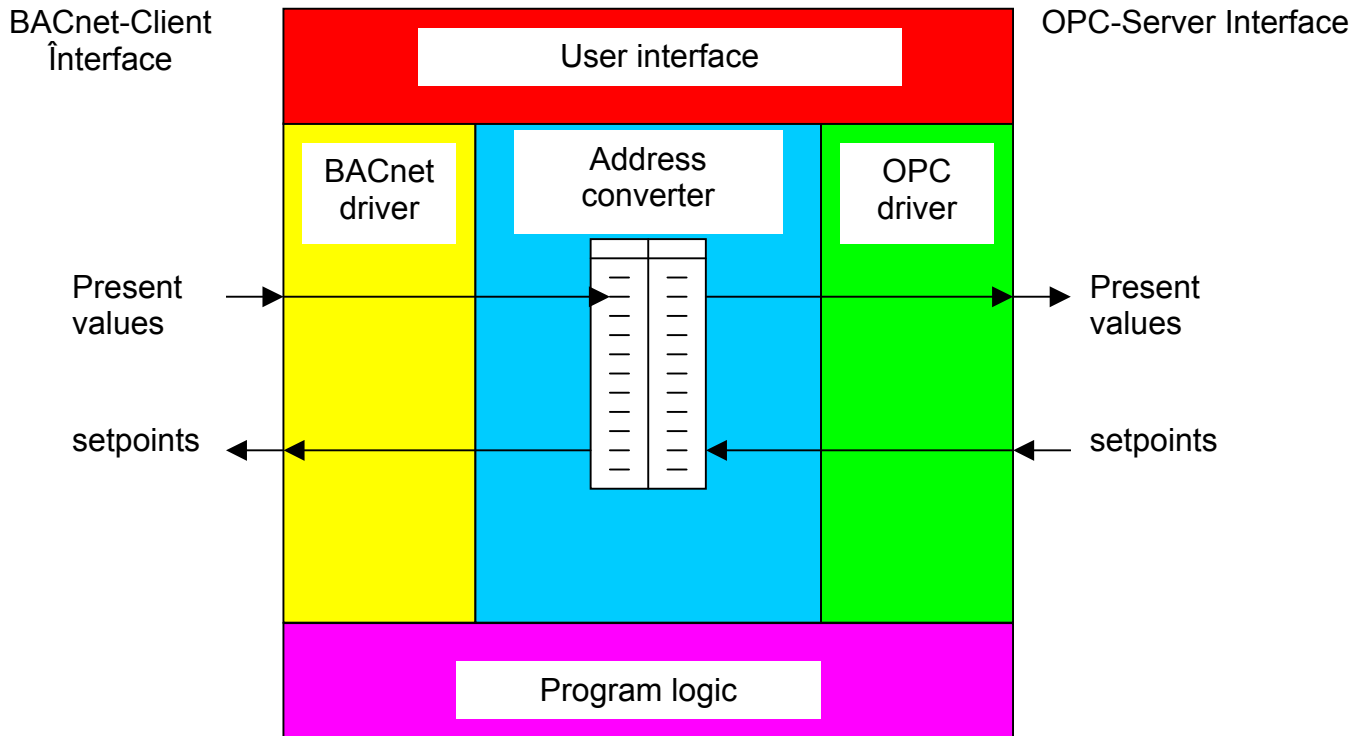 BACnet-Client
Înterface
OPC-Server Interface
User interface
BACnet
driver
Address
converter
OPC
driver
Present
values
Present
values
setpoints
setpoints
Program logic